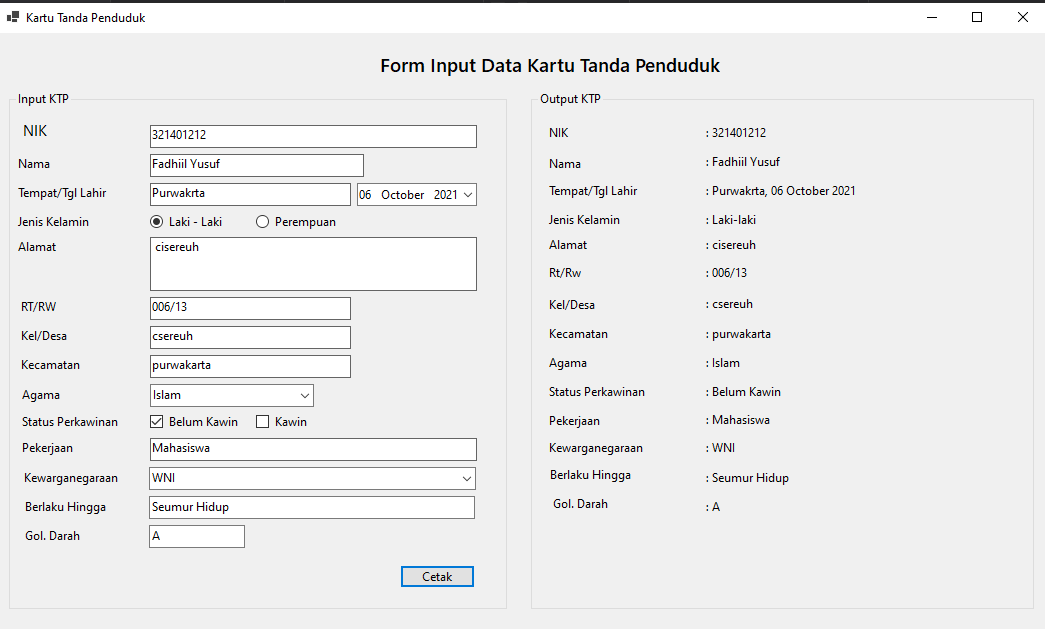 Kartu Tanda Penduduk
Form Input Data Kartu Tanda Penduduk
Input KTP
NIK 321401212
Nama Fadhiil Yusuf
Tempat/Tgl Lahir Purwakrta 06 October 2021
Jenis Kelamin Laki - Laki Perempuan
Alamat cisereuh
RT/RW 006/13
Kel/Desa csereuh
Kecamatan purwakarta
Agama Islam
Status Perkawinan Belum Kawin Kawin
Pekerjaan Mahasiswa
Kewarganegaraan WNI
Berlaku Hingga Seumur Hidup
Gol. Darah A
Cetak
Output KTP
NIK : 321401212
Nama : Fadhiil Yusuf
Tempat/Tgl Lahir : Purwakrta, 06 October 2021
Jenis Kelamin : Laki-laki
Alamat : cisereuh
Rt/Rw : 006/13
Kel/Desa : csereuh
Kecamatan : purwakarta
Agama : Islam
Status Perkawinan : Belum Kawin
Pekerjaan : Mahasiswa
Kewarganegaraan : WNI
Berlaku Hingga : Seumur Hidup
Gol. Darah : A